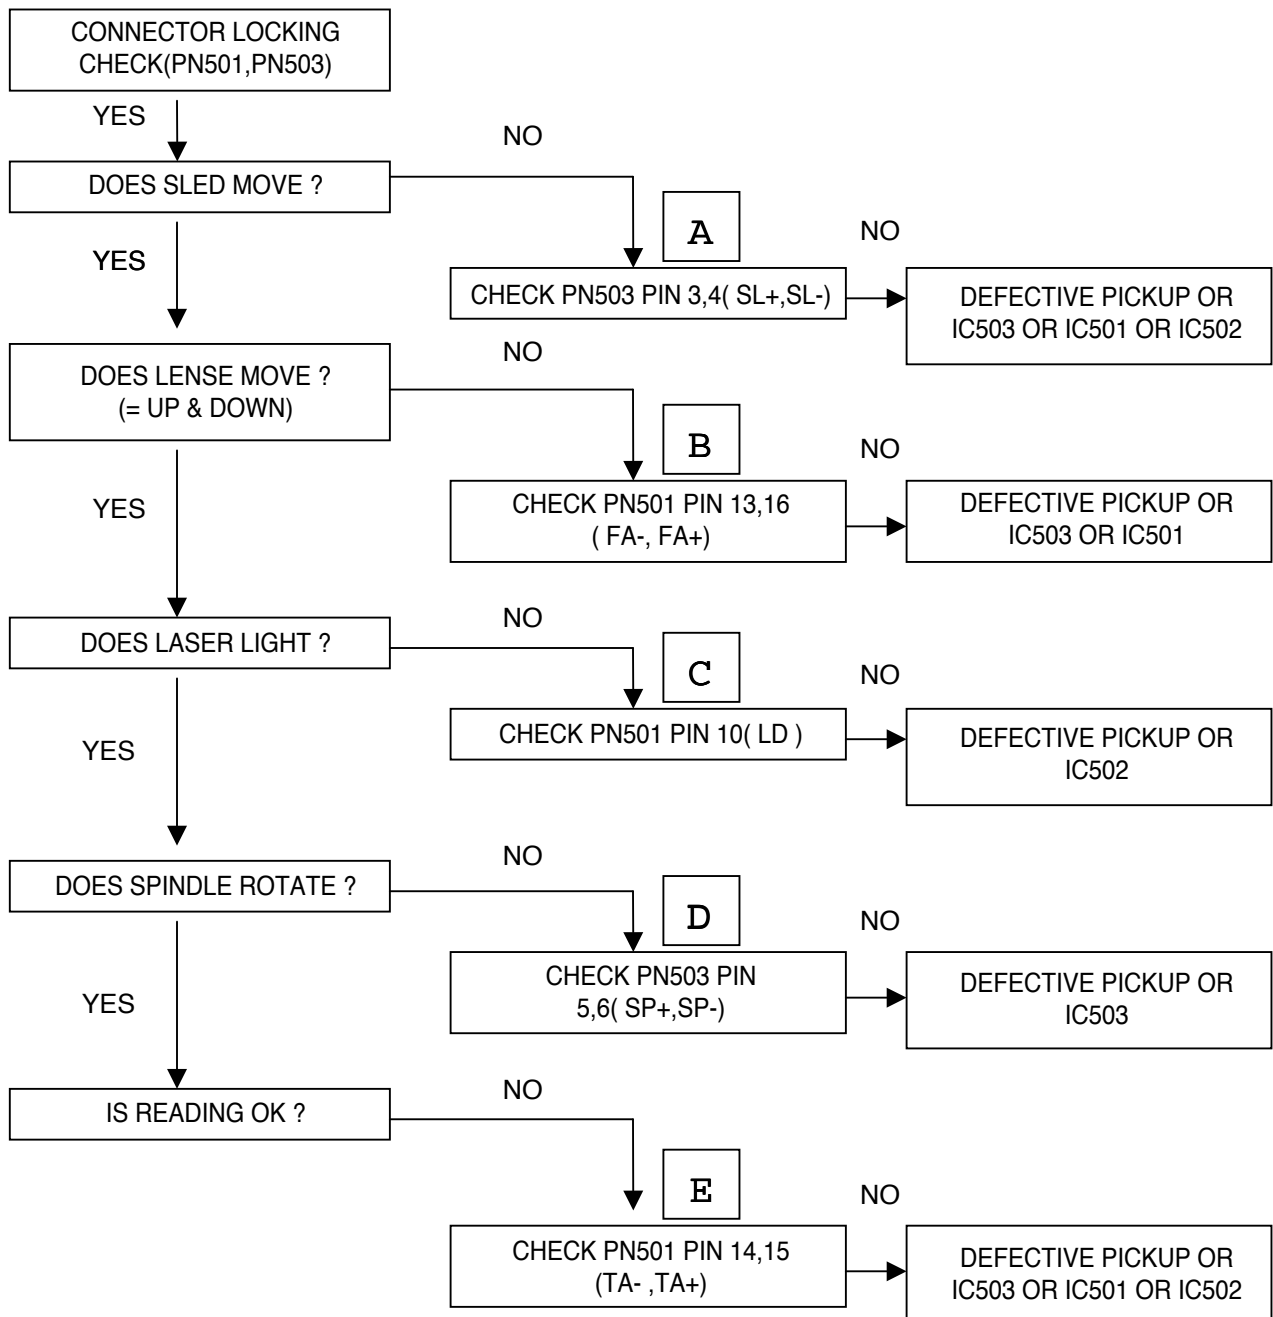 CONNECTOR LOCKING
CHECK(PN501,PN503)
YES
NO
DOES SLED MOVE ?
A
NO
YES
CHECK PN503 PIN 3,4( SL+,SL-)
DEFECTIVE PICKUP OR
IC503 OR IC501 OR IC502
NO
DOES LENSE MOVE ?
(= UP & DOWN)
B
NO
YES
CHECK PN501 PIN 13,16
( FA-, FA+)
DEFECTIVE PICKUP OR
IC503 OR IC501
NO
DOES LASER LIGHT ?
C
NO
YES
CHECK PN501 PIN 10( LD )
DEFECTIVE PICKUP OR
IC502
NO
DOES SPINDLE ROTATE ?
D
NO
YES
CHECK PN503 PIN
5,6( SP+,SP-)
DEFECTIVE PICKUP OR
IC503
NO
IS READING OK ?
E
NO
CHECK PN501 PIN 14,15
(TA- ,TA+)
DEFECTIVE PICKUP OR
IC503 OR IC501 OR IC502